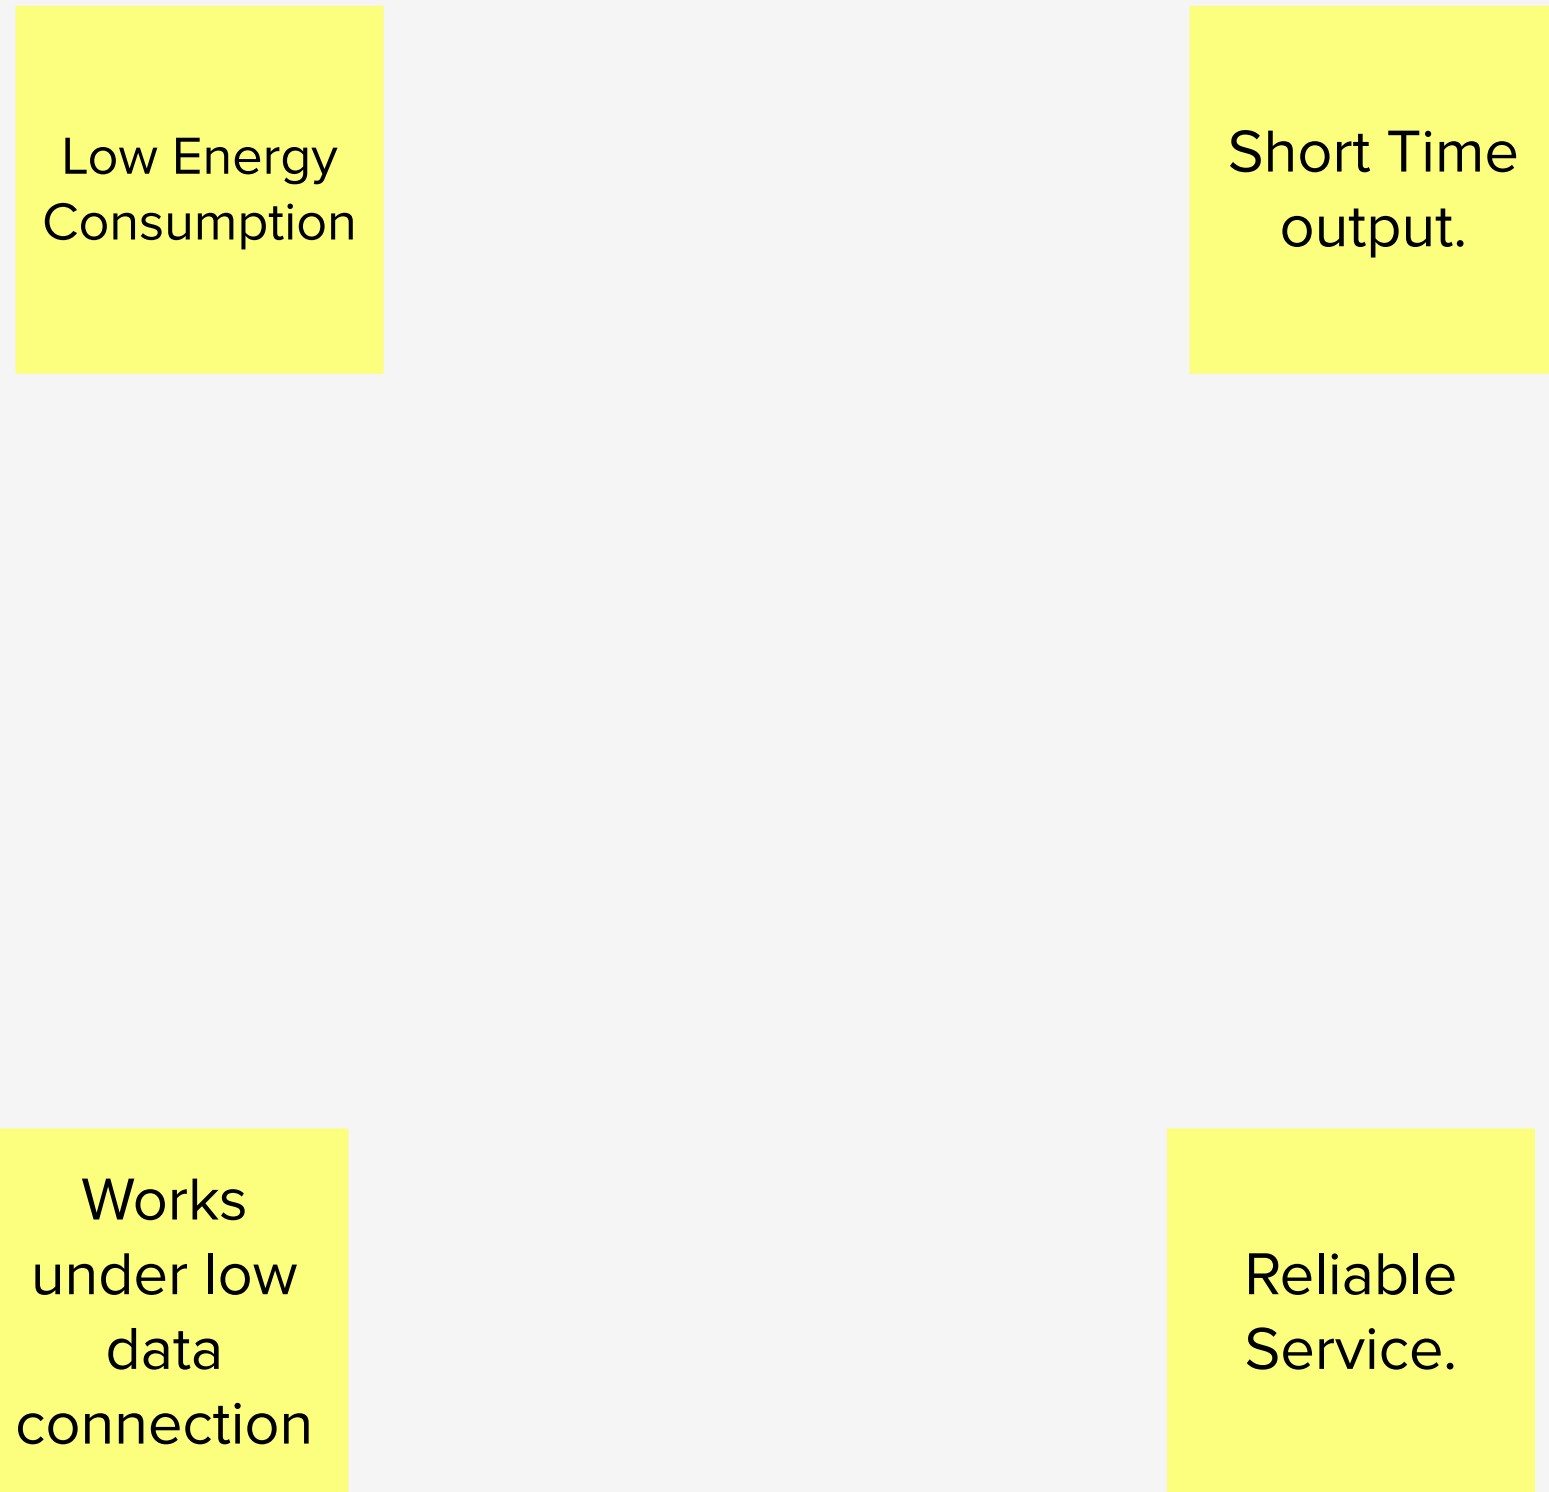 Low Energy
Consumption
Short Time
output.
Works
under low
data
connection
Reliable
Service.